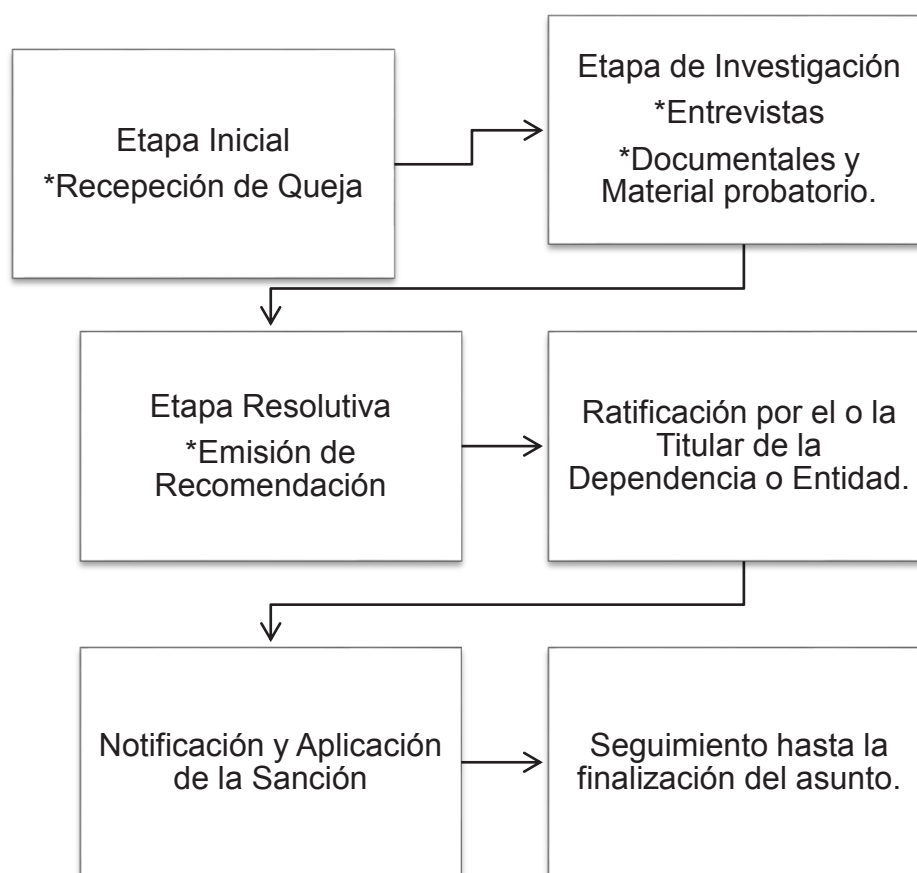 Etapa Inicial
*Recepeción de Queja
Etapa de Investigación
*Entrevistas
*Documentales y
Material probatorio.
Etapa Resolutiva
*Emisión de
Recomendación
Ratificación por el o la
Titular de la
Dependencia o Entidad.
Notificación y Aplicación
de la Sanción
Seguimiento hasta la
finalización del asunto.